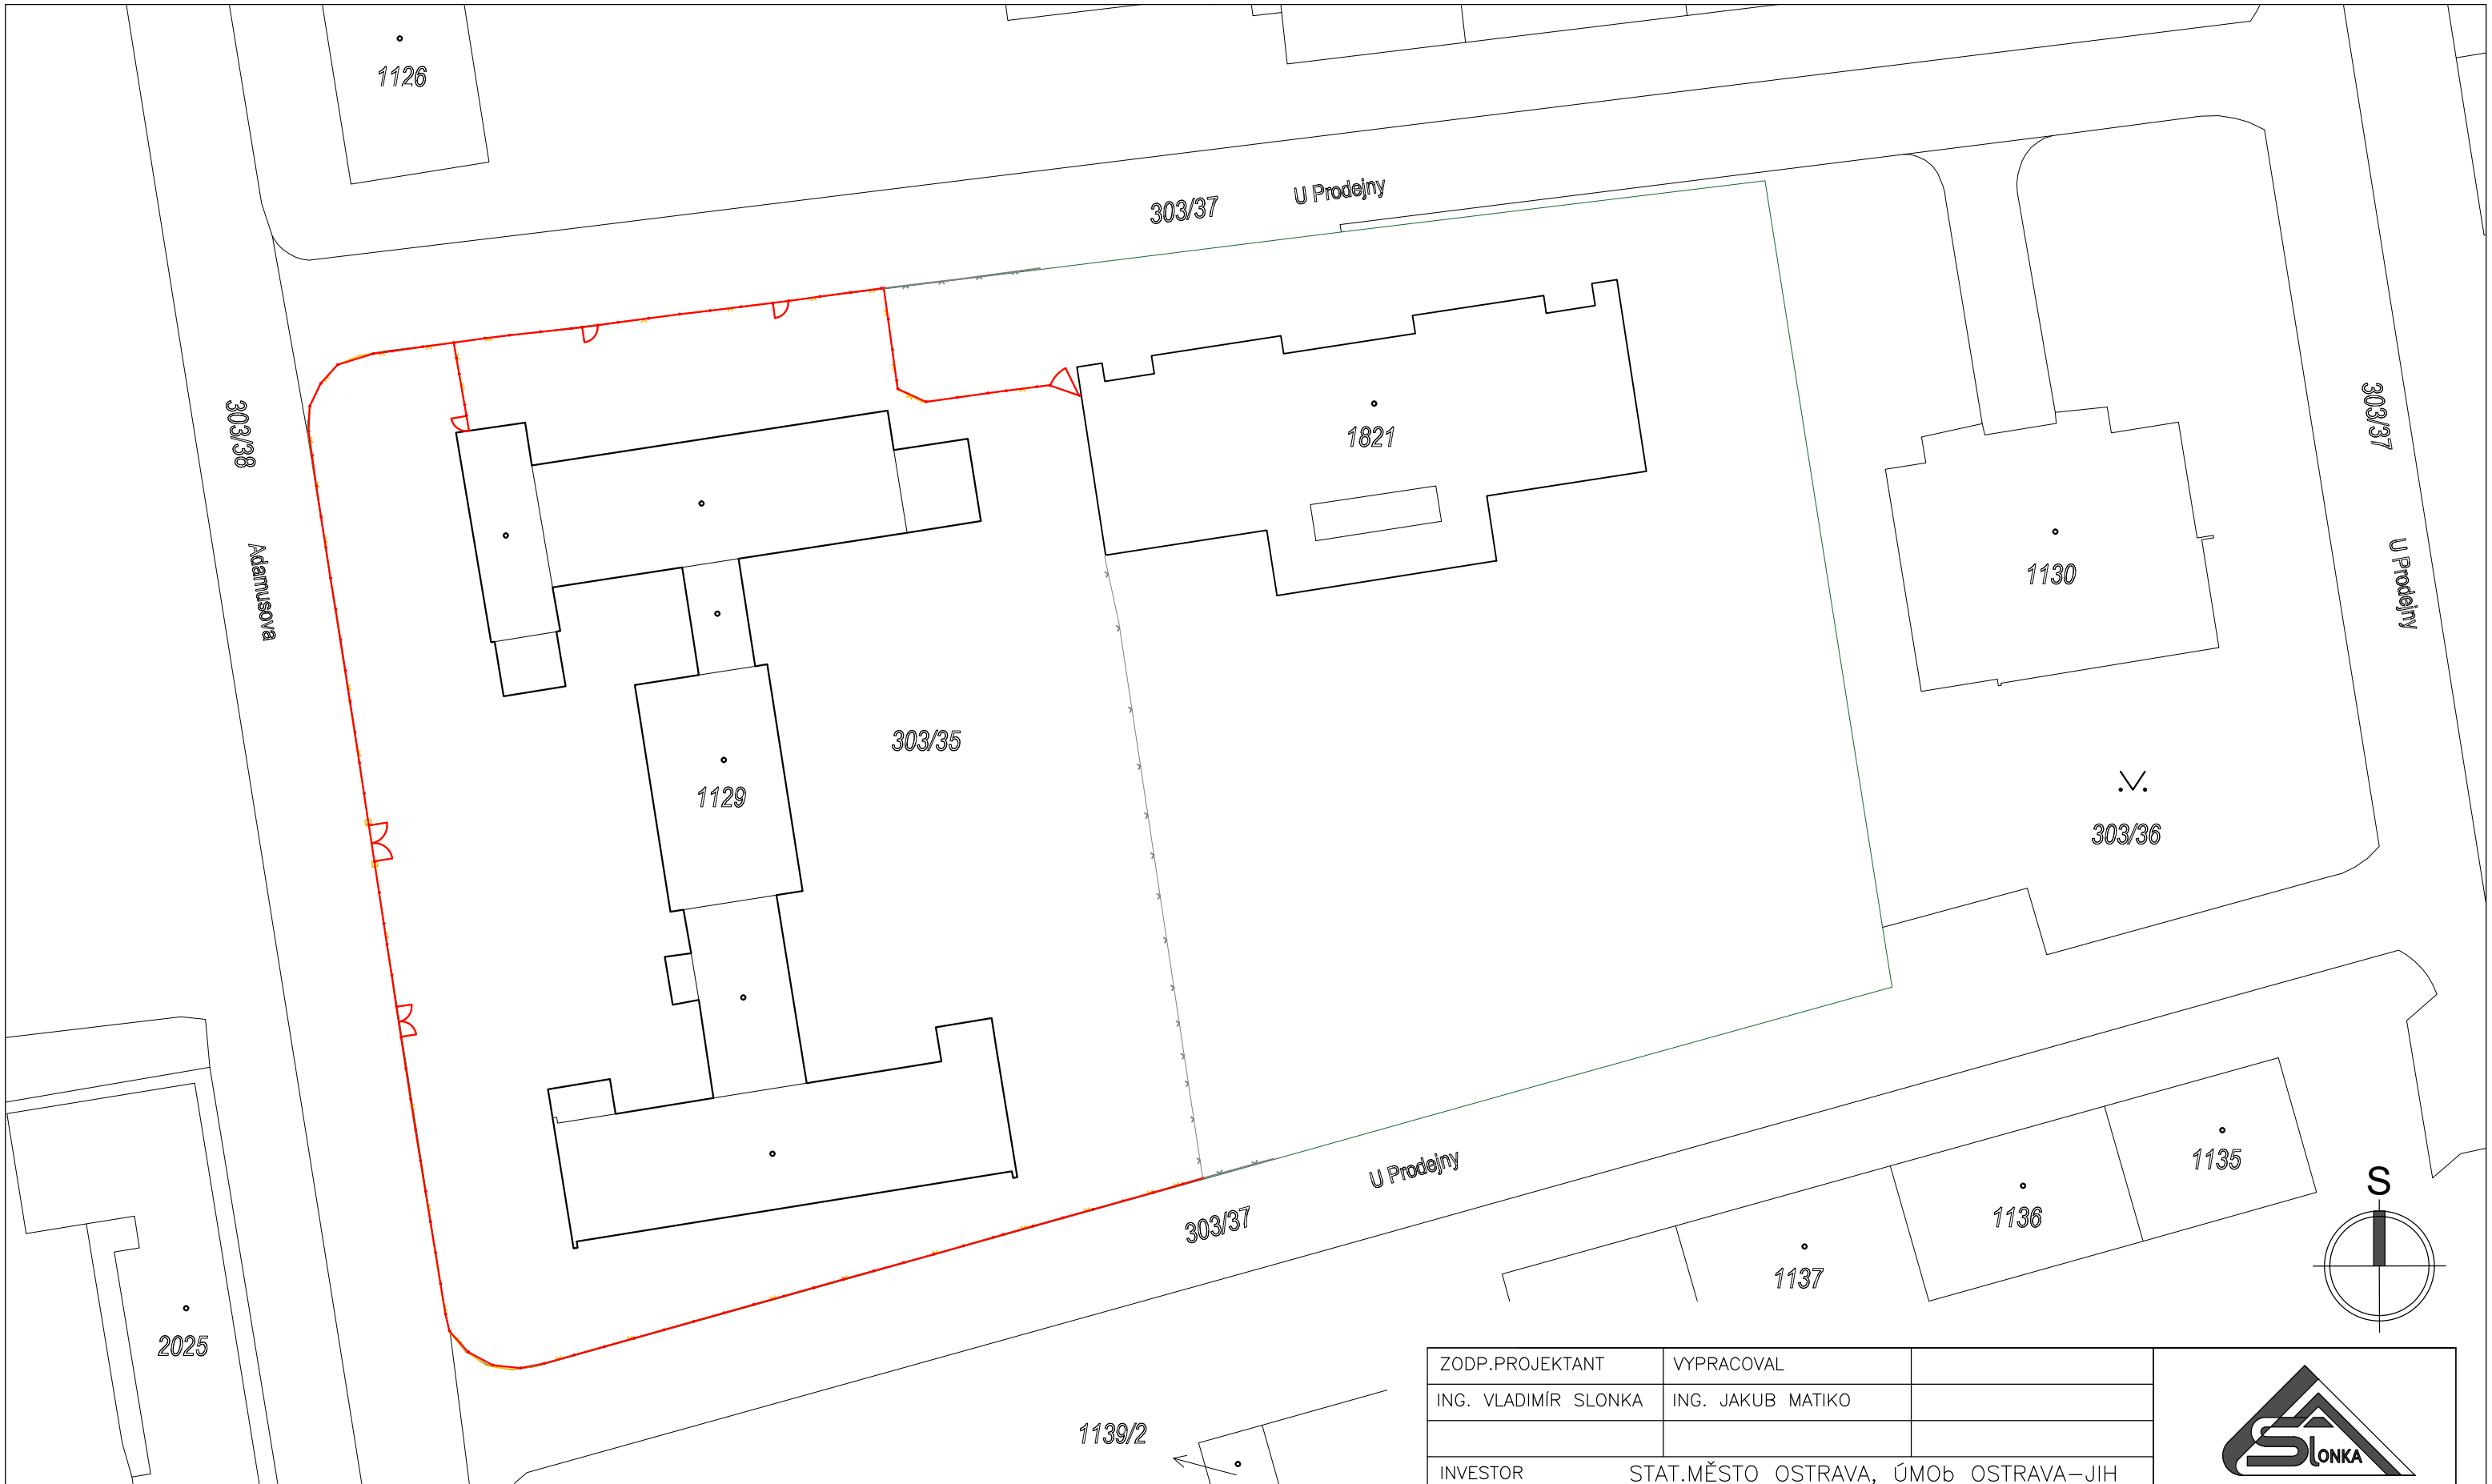 1126
303/37
U Prodejny
303/38
Adamusova
1821
303/37
U Prodejny
1130
303/35
1129
303/36
U Prodejny
303/37
1135
1136
1137
S
2025
1139/2
ZODP.PROJEKTANT VYPRACOVAL
ING. VLADIMÍR SLONKA ING. JAKUB MATIKO
SLONKA
INVESTOR STAT.MĚSTO OSTRAVA, ÚMOb OSTRAVA-JIH